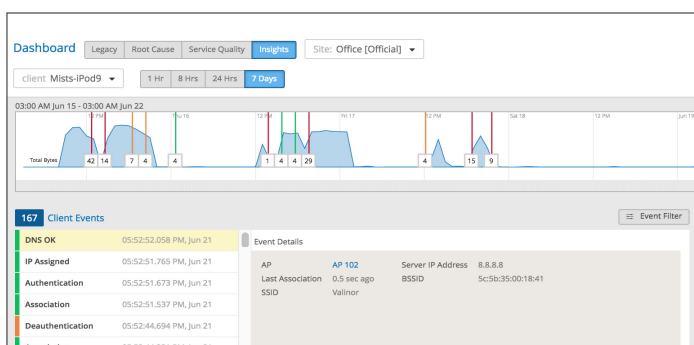 Dashboard Legacy Root Cause Service Quality Insights Site: Office [Official]
client Mists-iPod9 1 Hr 8 Hrs 24 Hrs 7 Days
03:00 AM Jun 15 - 03:00 AM Jun 22
12 PM Thu 16 12 PM Fri 17 12 PM Sat 18 12 PM Jun 19
Total Bytes 42 14 7 4 4 1 4 4 29 4 15 9
167 Client Events Event Filter
DNS OK 05:52:52.058 PM, Jun 21 Event Details
IP Assigned 05:52:51.765 PM, Jun 21 AP AP 102 Server IP Address 8.8.8.8
Authentication 05:52:51.673 PM, Jun 21 Last Association 0.5 sec ago BSSID 5c:5b:35:00:18:41
Association 05:52:51.537 PM, Jun 21 SSID Valinor
Deauthentication 05:52:44.694 PM, Jun 21